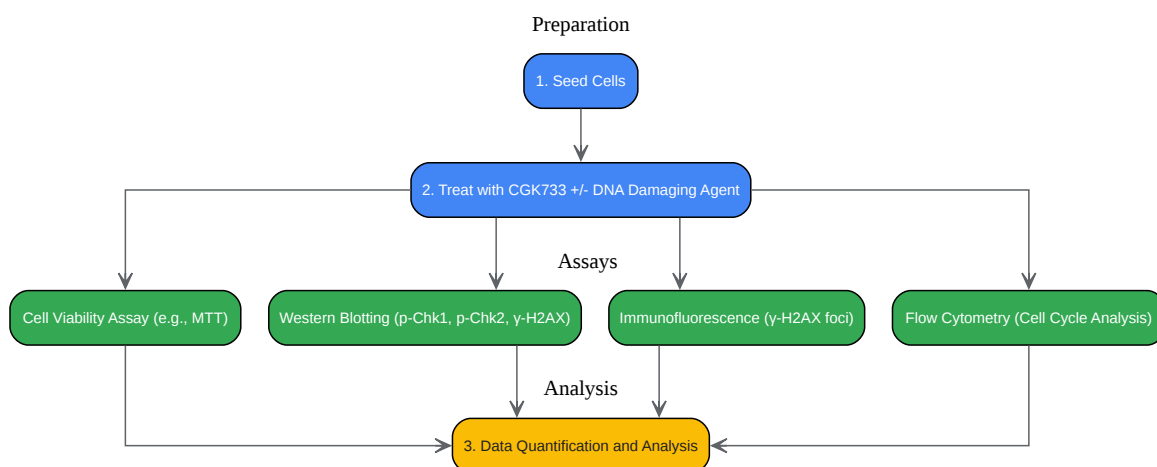 Preparation
1. Seed Cells
2. Treat with CGK733 +/- DNA Damaging Agent
Assays
Cell Viability Assay (e.g., MTT)
Western Blotting (p-Chk1, p-Chk2, γ-H2AX)
Immunofluorescence (γ-H2AX foci)
Flow Cytometry (Cell Cycle Analysis)
Analysis
3. Data Quantification and Analysis